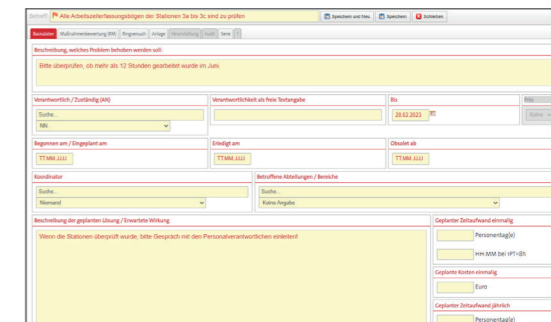 Betreff: Alle Arbeitszeiterfassungsbögen der Stationen 3a bis 3c sind zu prüfen
Speichern und Neu
Speichern
Schließen
Basisdaten
Maßnahmenbewertung (RM)
Ringversuch
Anlage
Veranstaltung
Audit
Serie
Beschreibung, welches Problem behoben werden soll:
Bitte überprüfen, ob mehr als 12 Stunden gearbeitet wurde im Juni.
Verantwortlich / Zuständig (AN)
Verantwortlichkeit als freie Textangabe
Bis
Prio
Suche...
28.02.2023
Keine
NN.
Begonnen am / Eingeplant am
Erledigt am
Obsolet ab
TT.MM.JJJJ
TT.MM.JJJJ
TT.MM.JJJJ
Koordinator
Betroffene Abteilungen / Bereiche
Suche...
Suche...
Niemand
Keine Angabe
Beschreibung der geplanten Lösung / Erwartete Wirkung
Geplanter Zeitaufwand einmalig
Wenn die Stationen überprüft wurde, bitte Gespräch mit den Personalverantwortlichen einleiten!
Personentag(e)
HH:MM bei 1PT=8h
Geplante Kosten einmalig
Euro
Geplanter Zeitaufwand jährlich
Personentag(e)